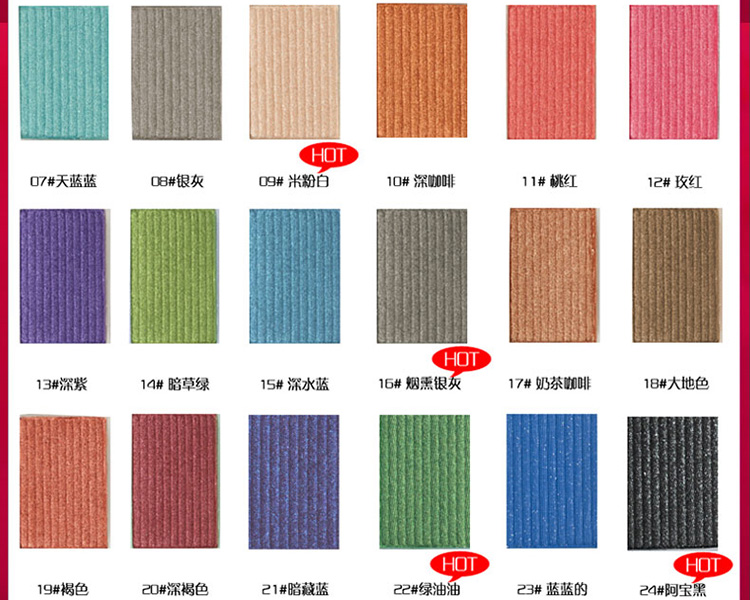 HOT
07#天蓝蓝 08#银灰 09# 米粉白 10# 深咖啡 11# 桃红 12# 玫红
HOT
13#深紫 14# 暗草绿 15# 深水蓝 16# 烟熏银灰 17# 奶茶咖啡 18#大地色
HOT HOT
19#褐色 20#深褐色 21#暗藏蓝 22#绿油油 23# 蓝蓝的 24#阿宝黑